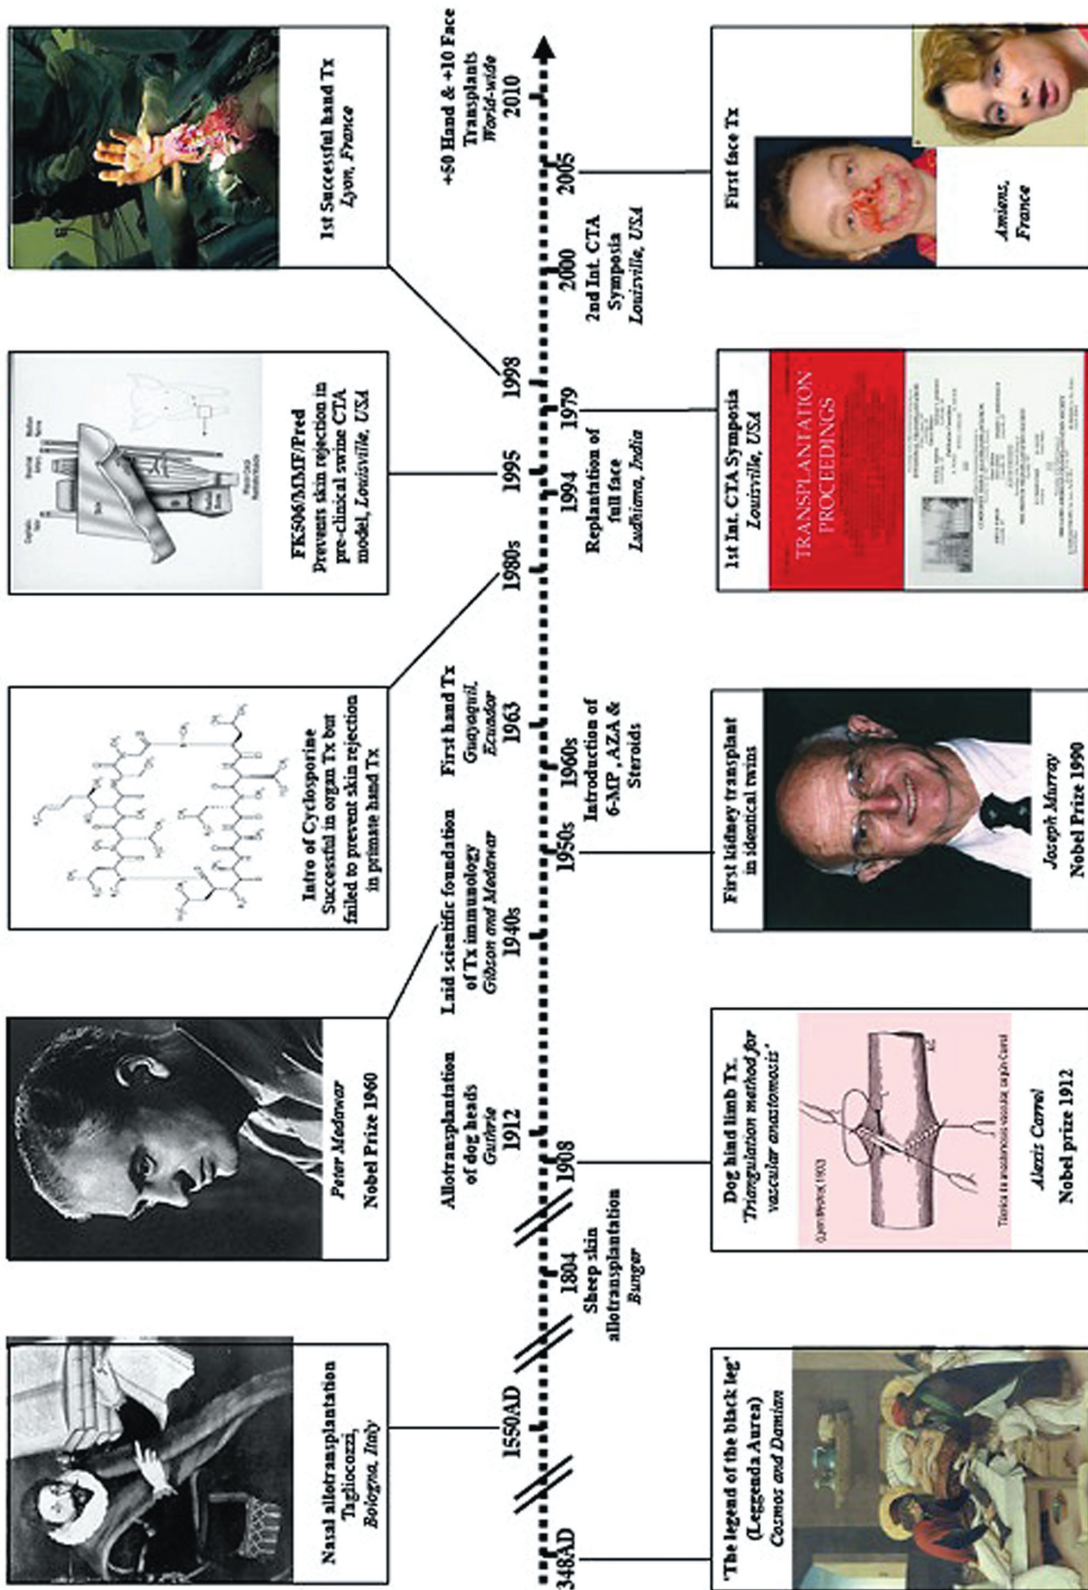 Nasal allotransplantation
Tagliocozzi,
Bologna, Italy
Peter Medawar
Nobel Prize 1960
Intro of Cyclosporine
Successful in organ Tx but
failed to prevent skin rejection
in primate hand Tx
FK506/MMF/Pred
Prevents skin rejection in
pre-clinical swine CTA
model, Louisville, USA
1st Successful hand Tx
Lyon, France
Allotransplantation
of dog heads
Guthrie
Laid scientific foundation
of Tx immunology
Gibson and Medawar
First hand Tx
Guayaquil,
Ecuador
+50 Hand & +10 Face
Transplants
World-wide
1550AD
1912
1940s
1963
1980s
1995
1998
2010
348AD
1804
1908
1950s
1960s
1994
1979
2000
2005
Sheep skin
allotransplantation
Bunger
Introduction of
6-MP , AZA &
Steroids
Replantation of
full face
Ludhiana, India
2nd Int. CTA
Symposia
Louisville, USA
'The legend of the black leg'
(Leggenda Aurea)
Cosmos and Damian
Dog hind limb Tx.
'Triangulation method for
vascular anastomosis'
Alexis Carrel
Nobel prize 1912
First kidney transplant
in identical twins
Joseph Murray
Nobel Prize 1990
1st Int. CTA Symposia
Louisville, USA
TRANSPLANTATION
PROCEEDINGS
First face Tx
Amiens,
France